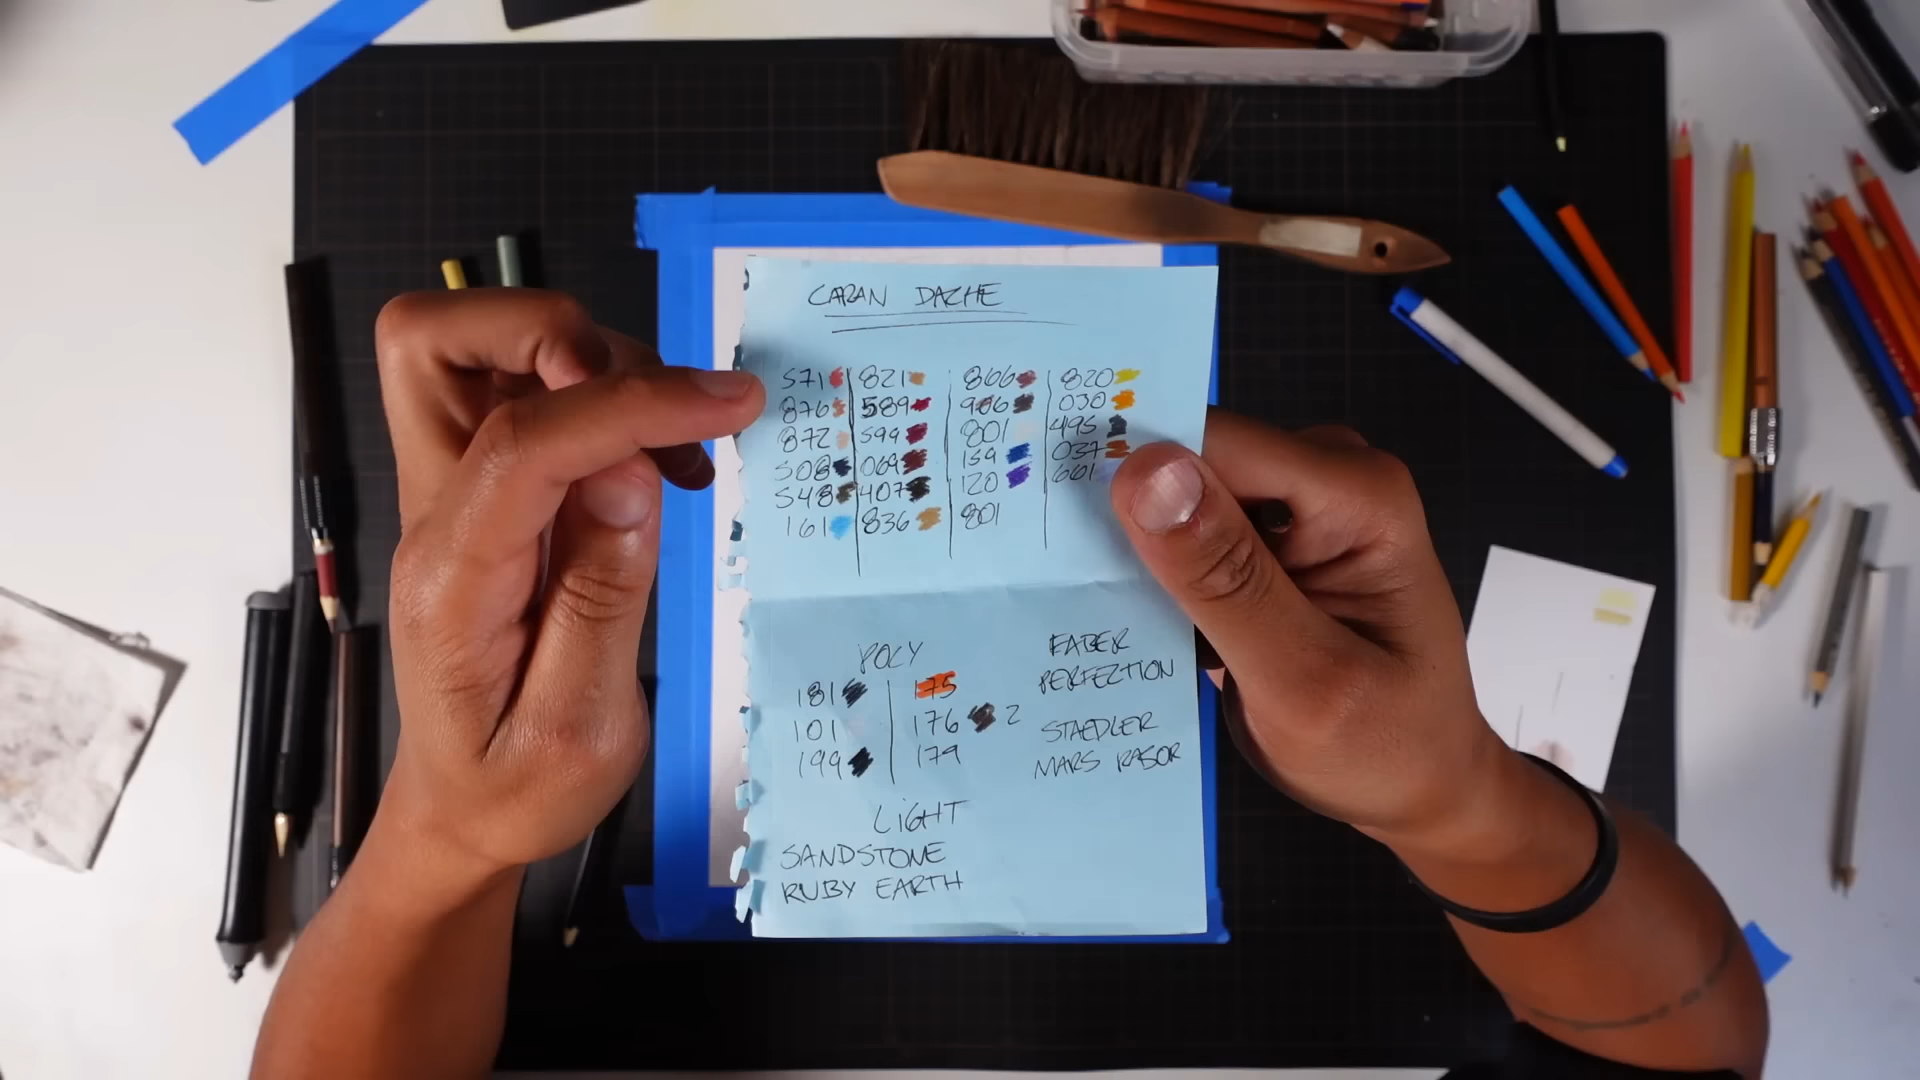 CARAN DACHE
571 821 866 820
876 589 906 030
872 599 801 495
508 069 159 037
548 407 120 661
161 836 801
POLY
181 175
101 176 2
199 179
FABER
PERFECTION
STAEDLER
MARS RASOR
LIGHT
SANDSTONE
RUBY EARTH